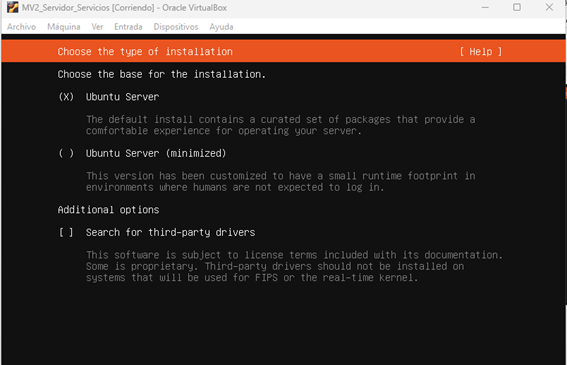 MV2_Servidor_Servicios [Corriendo] - Oracle VirtualBox
Archivo Máquina Ver Entrada Dispositivos Ayuda
Choose the type of installation [ Help ]
Choose the base for the installation.
(X) Ubuntu Server
The default install contains a curated set of packages that provide a
comfortable experience for operating your server.
( ) Ubuntu Server (minimized)
This version has been customized to have a small runtime footprint in
environments where humans are not expected to log in.
Additional options
[ ] Search for third-party drivers
This software is subject to license terms included with its documentation.
Some is proprietary. Third-party drivers should not be installed on
systems that will be used for FIPS or the real-time kernel.